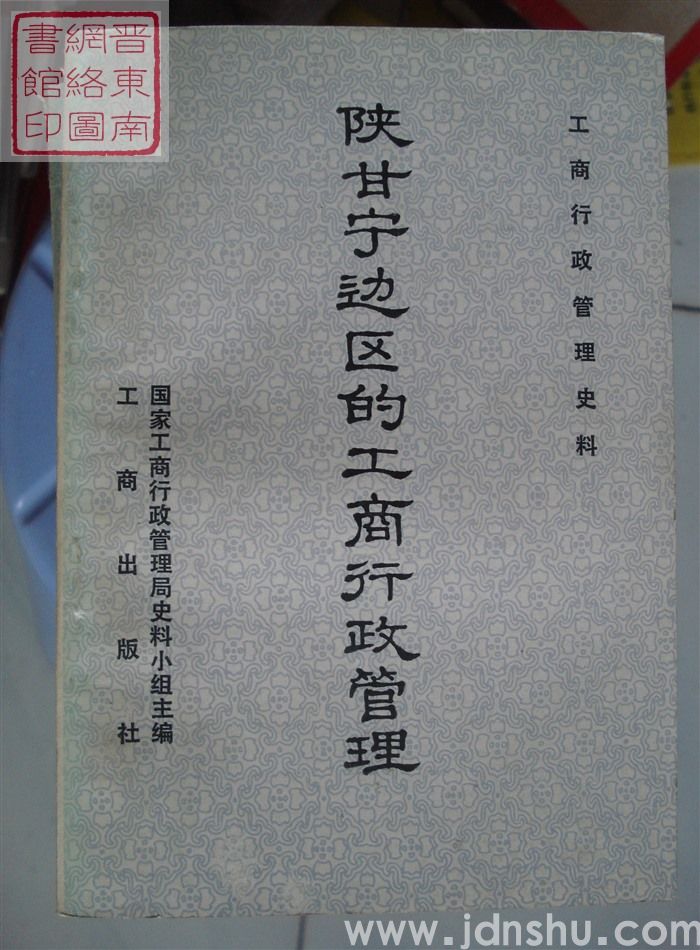 工商行政管理史料
陕甘宁边区的工商行政管理
国家工商行政管理局史料小组主编
工商出版社
晋東南
網絡圖
書館印
www.jdnshu.com